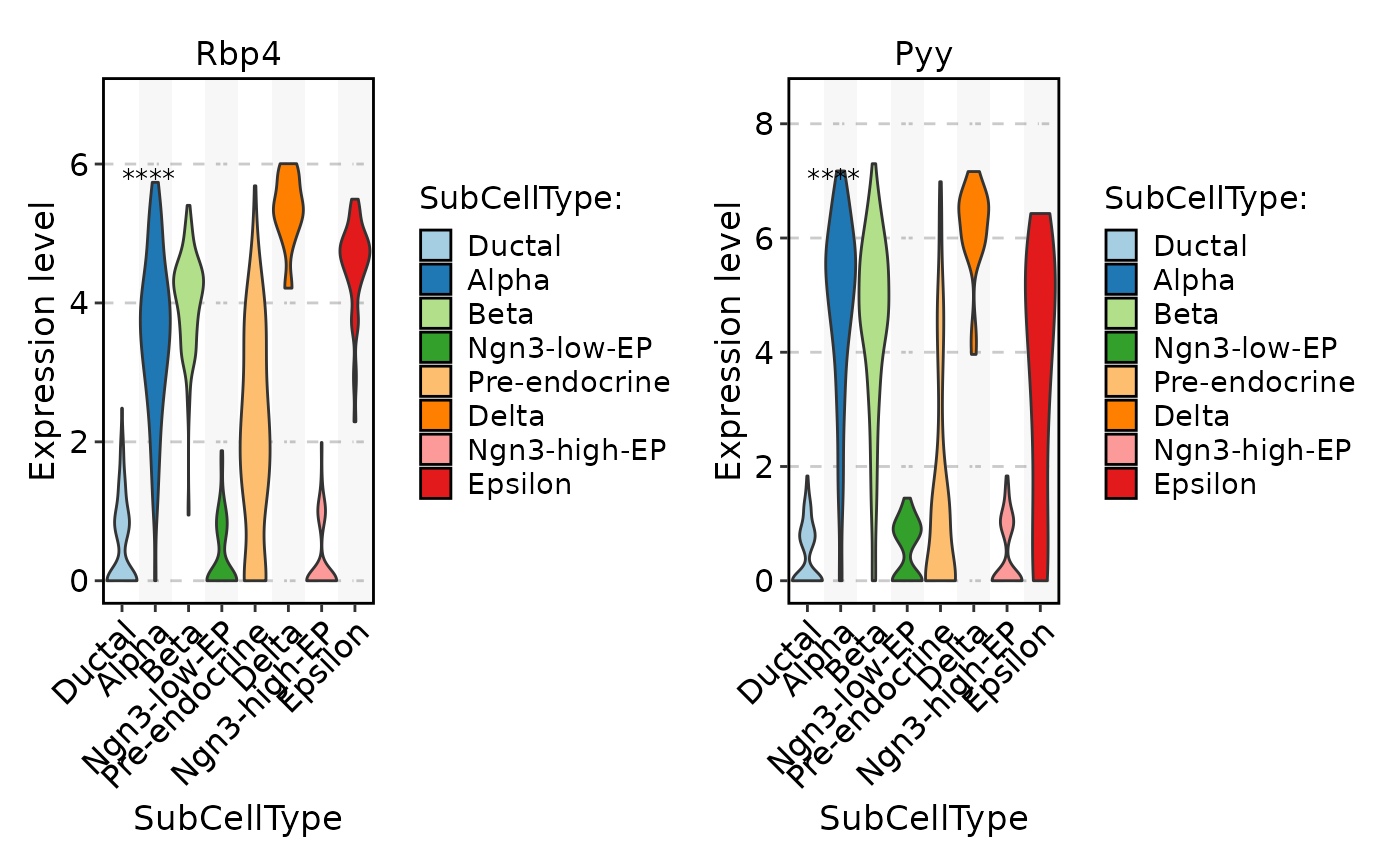 Rbp4
Expression level
6
4
2
0
****
Ductal
Alpha
Beta
Ngn3-low-EP
Pre-endocrine
Delta
Ngn3-high-EP
Epsilon
SubCellType
SubCellType:
Ductal
Alpha
Beta
Ngn3-low-EP
Pre-endocrine
Delta
Ngn3-high-EP
Epsilon
Pyy
Expression level
8
6
4
2
0
****
Ductal
Alpha
Beta
Ngn3-low-EP
Pre-endocrine
Delta
Ngn3-high-EP
Epsilon
SubCellType
SubCellType:
Ductal
Alpha
Beta
Ngn3-low-EP
Pre-endocrine
Delta
Ngn3-high-EP
Epsilon